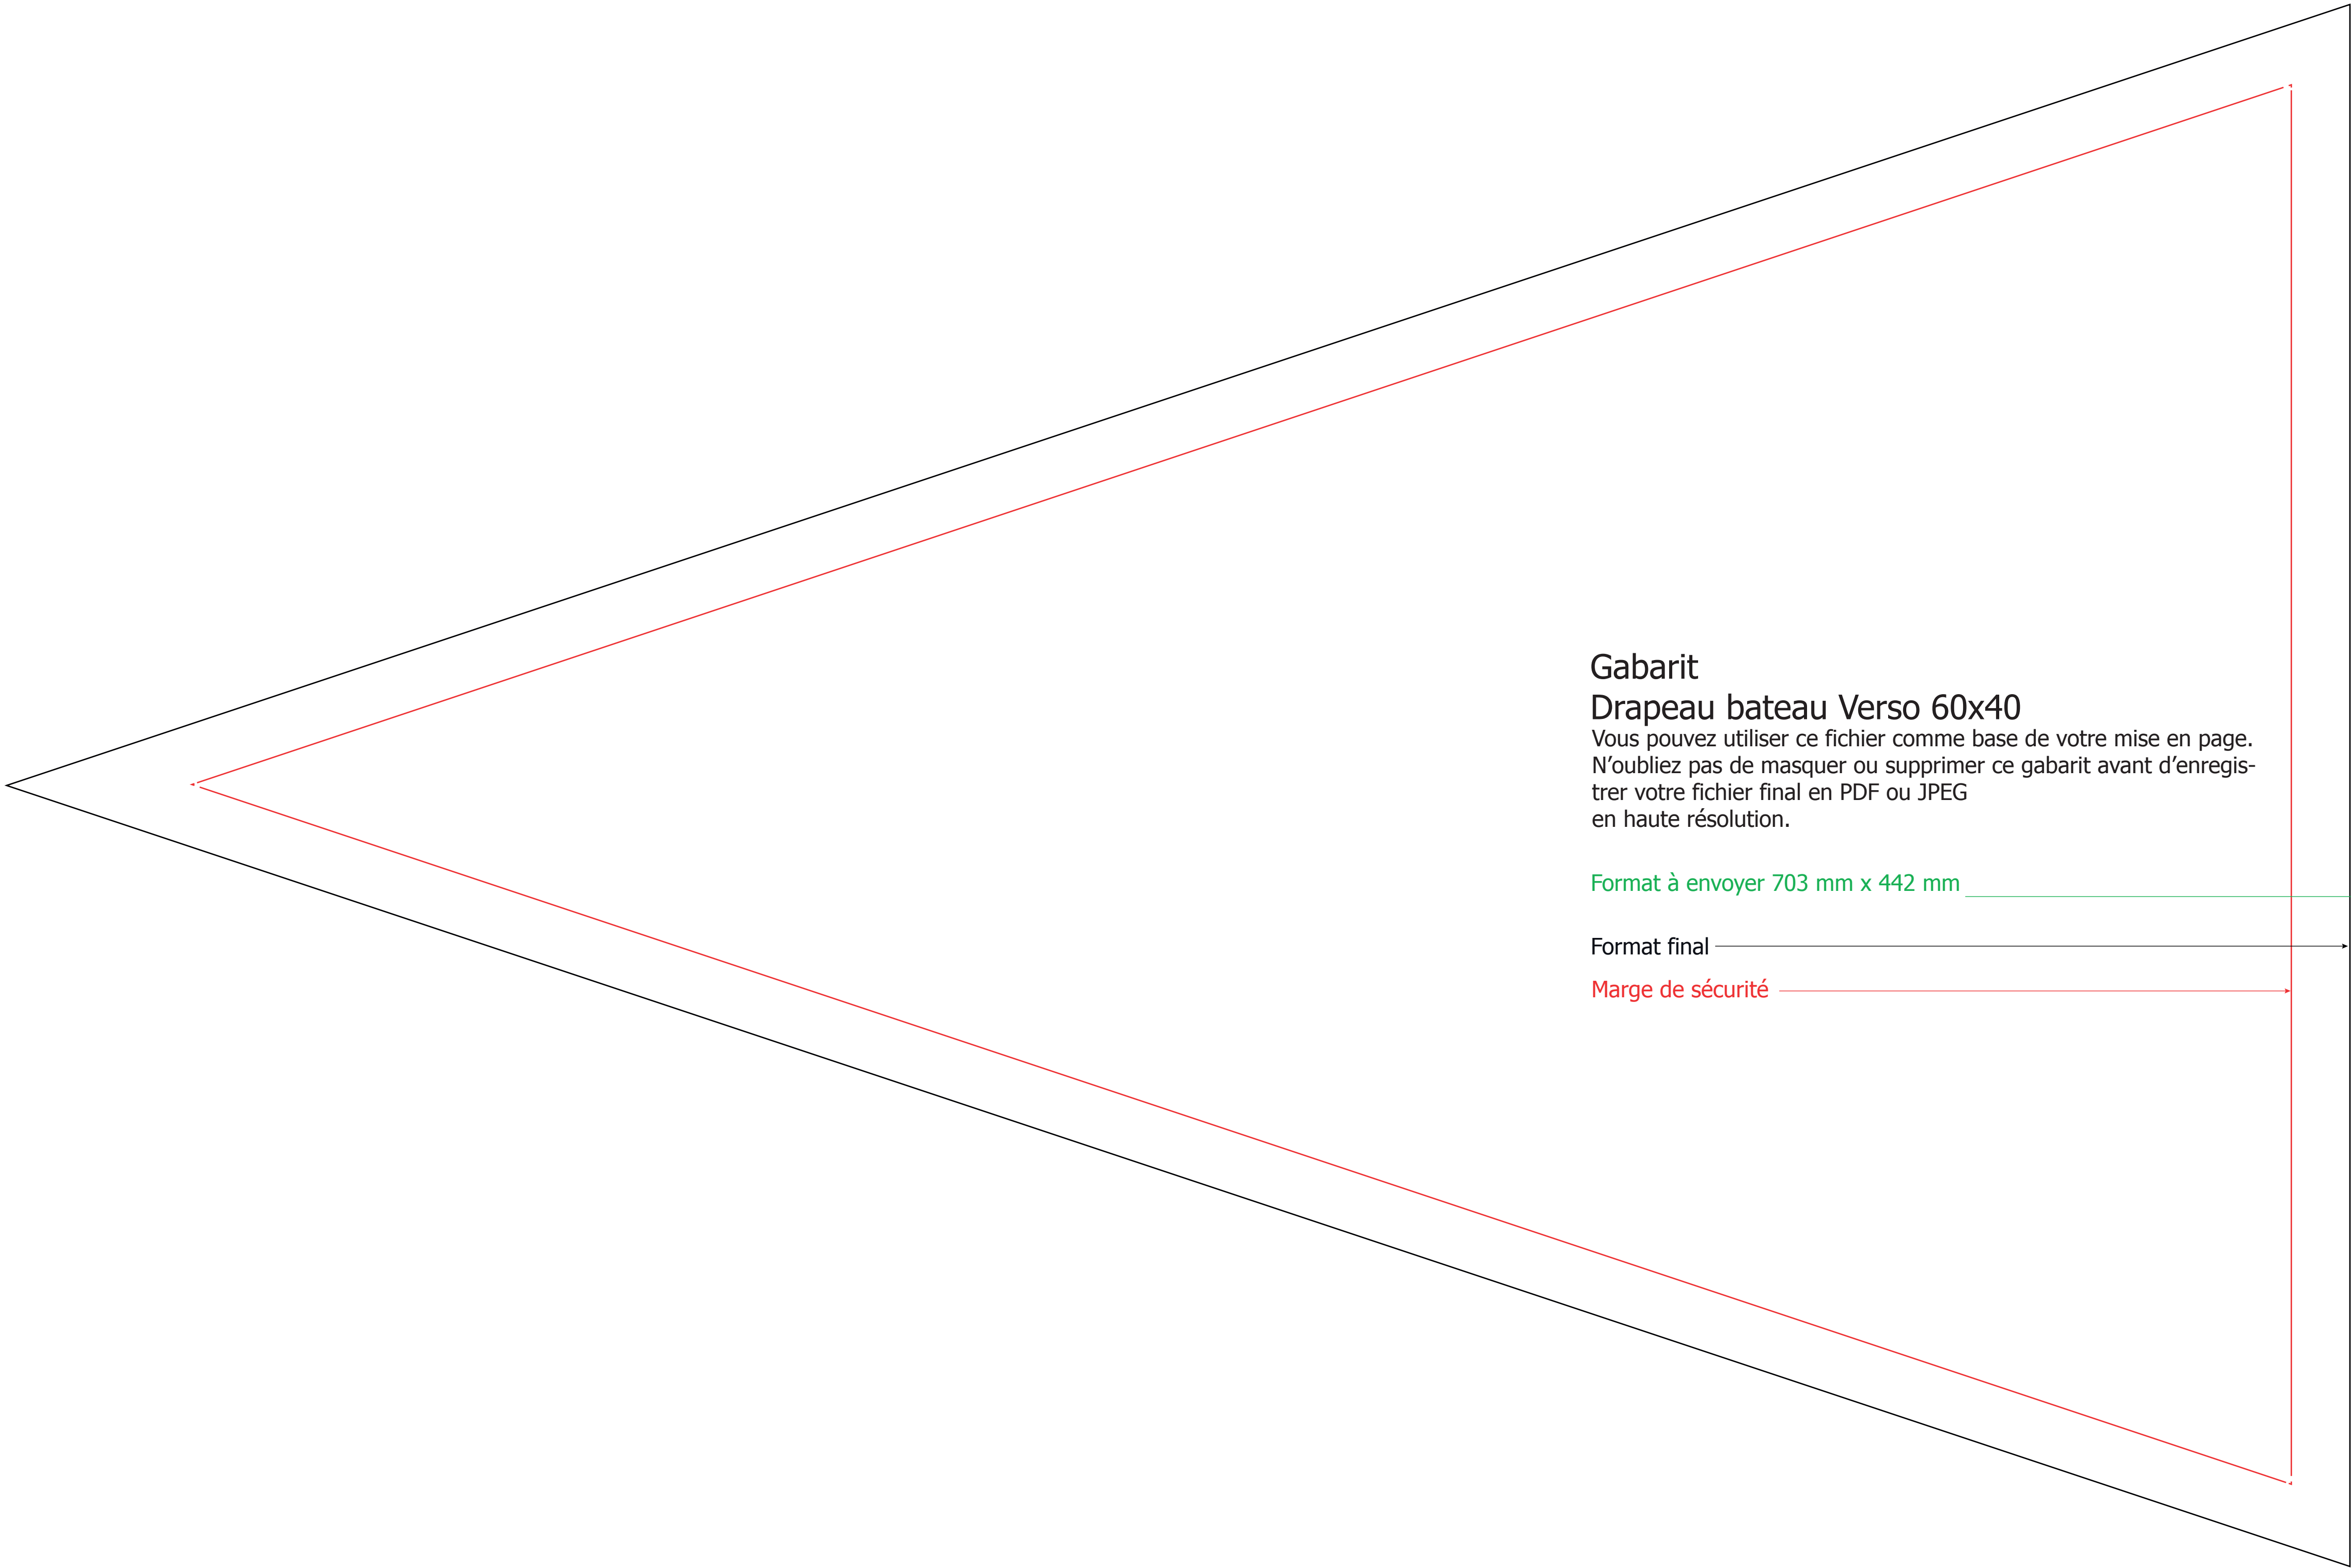 Gabarit
Drapeau bateau Verso 60x40
Vous pouvez utiliser ce fichier comme base de votre mise en page.
N’oubliez pas de masquer ou supprimer ce gabarit avant d’enregis-
trer votre fichier final en PDF ou JPEG
en haute résolution.
Format à envoyer 703 mm x 442 mm
Format final
Marge de sécurité